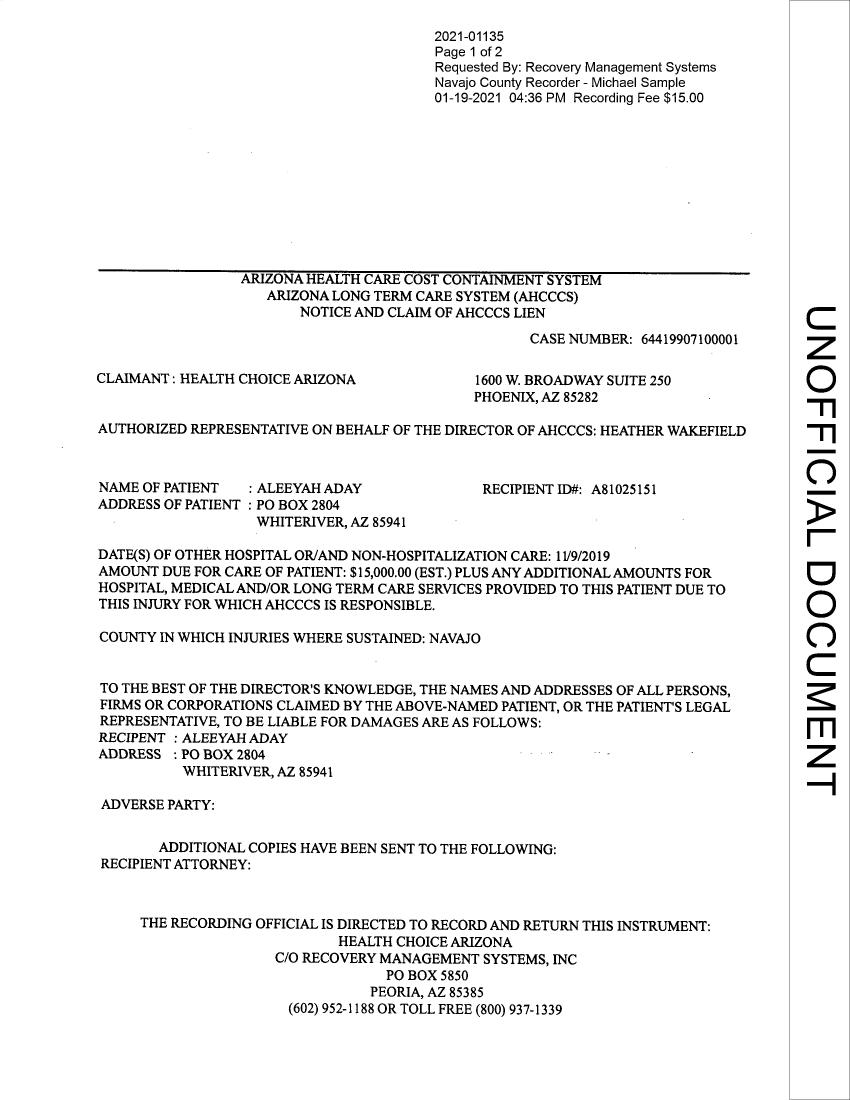 2021-01135
Page 1 of 2
Requested By: Recovery Management Systems
Navajo County Recorder - Michael Sample
01-19-2021 04:36 PM Recording Fee $15.00
ARIZONA HEALTH CARE COST CONTAINMENT SYSTEM
ARIZONA LONG TERM CARE SYSTEM (AHCCCS)
NOTICE AND CLAIM OF AHCCCS LIEN
CASE NUMBER: 64419907100001
CLAIMANT : HEALTH CHOICE ARIZONA 1600 W. BROADWAY SUITE 250
PHOENIX, AZ 85282
AUTHORIZED REPRESENTATIVE ON BEHALF OF THE DIRECTOR OF AHCCCS: HEATHER WAKEFIELD
NAME OF PATIENT : ALEEYAH ADAY RECIPIENT ID#: A81025151
ADDRESS OF PATIENT : PO BOX 2804
WHITERIVER, AZ 85941
DATE(S) OF OTHER HOSPITAL OR/AND NON-HOSPITALIZATION CARE: 11/9/2019
AMOUNT DUE FOR CARE OF PATIENT: $15,000.00 (EST.) PLUS ANY ADDITIONAL AMOUNTS FOR
HOSPITAL, MEDICAL AND/OR LONG TERM CARE SERVICES PROVIDED TO THIS PATIENT DUE TO
THIS INJURY FOR WHICH AHCCCS IS RESPONSIBLE.
COUNTY IN WHICH INJURIES WHERE SUSTAINED: NAVAJO
TO THE BEST OF THE DIRECTOR'S KNOWLEDGE, THE NAMES AND ADDRESSES OF ALL PERSONS,
FIRMS OR CORPORATIONS CLAIMED BY THE ABOVE-NAMED PATIENT, OR THE PATIENT'S LEGAL
REPRESENTATIVE, TO BE LIABLE FOR DAMAGES ARE AS FOLLOWS:
RECIPENT : ALEEYAH ADAY
ADDRESS : PO BOX 2804
WHITERIVER, AZ 85941
ADVERSE PARTY:
ADDITIONAL COPIES HAVE BEEN SENT TO THE FOLLOWING:
RECIPIENT ATTORNEY:
THE RECORDING OFFICIAL IS DIRECTED TO RECORD AND RETURN THIS INSTRUMENT:
HEALTH CHOICE ARIZONA
C/O RECOVERY MANAGEMENT SYSTEMS, INC
PO BOX 5850
PEORIA, AZ 85385
(602) 952-1188 OR TOLL FREE (800) 937-1339
UNOFFICIAL DOCUMENT